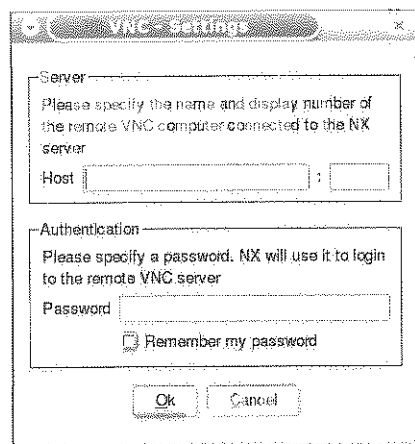 VNC - Settings
Server
Please specify the name and display number of
the remote VNC computer connected to the NX
server
Host :
Authentication
Please specify a password. NX will use it to login
to the remote VNC server
Password
Remember my password
Ok Cancel